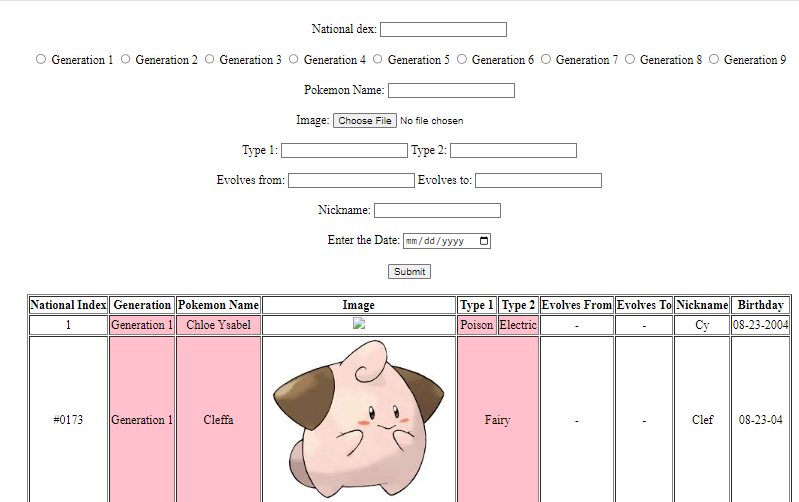 National dex:
Generation 1 Generation 2 Generation 3 Generation 4 Generation 5 Generation 6 Generation 7 Generation 8 Generation 9
Pokemon Name:
Image: Choose File No file chosen
Type 1: Type 2:
Evolves from: Evolves to:
Nickname:
Enter the Date: mm/dd/yyyy
Submit
National Index Generation Pokemon Name Image Type 1 Type 2 Evolves From Evolves To Nickname Birthday
1 Generation 1 Chloe Ysabel Poison Electric - - Cy 08-23-2004
#0173 Generation 1 Cleffa Fairy - - Clef 08-23-04